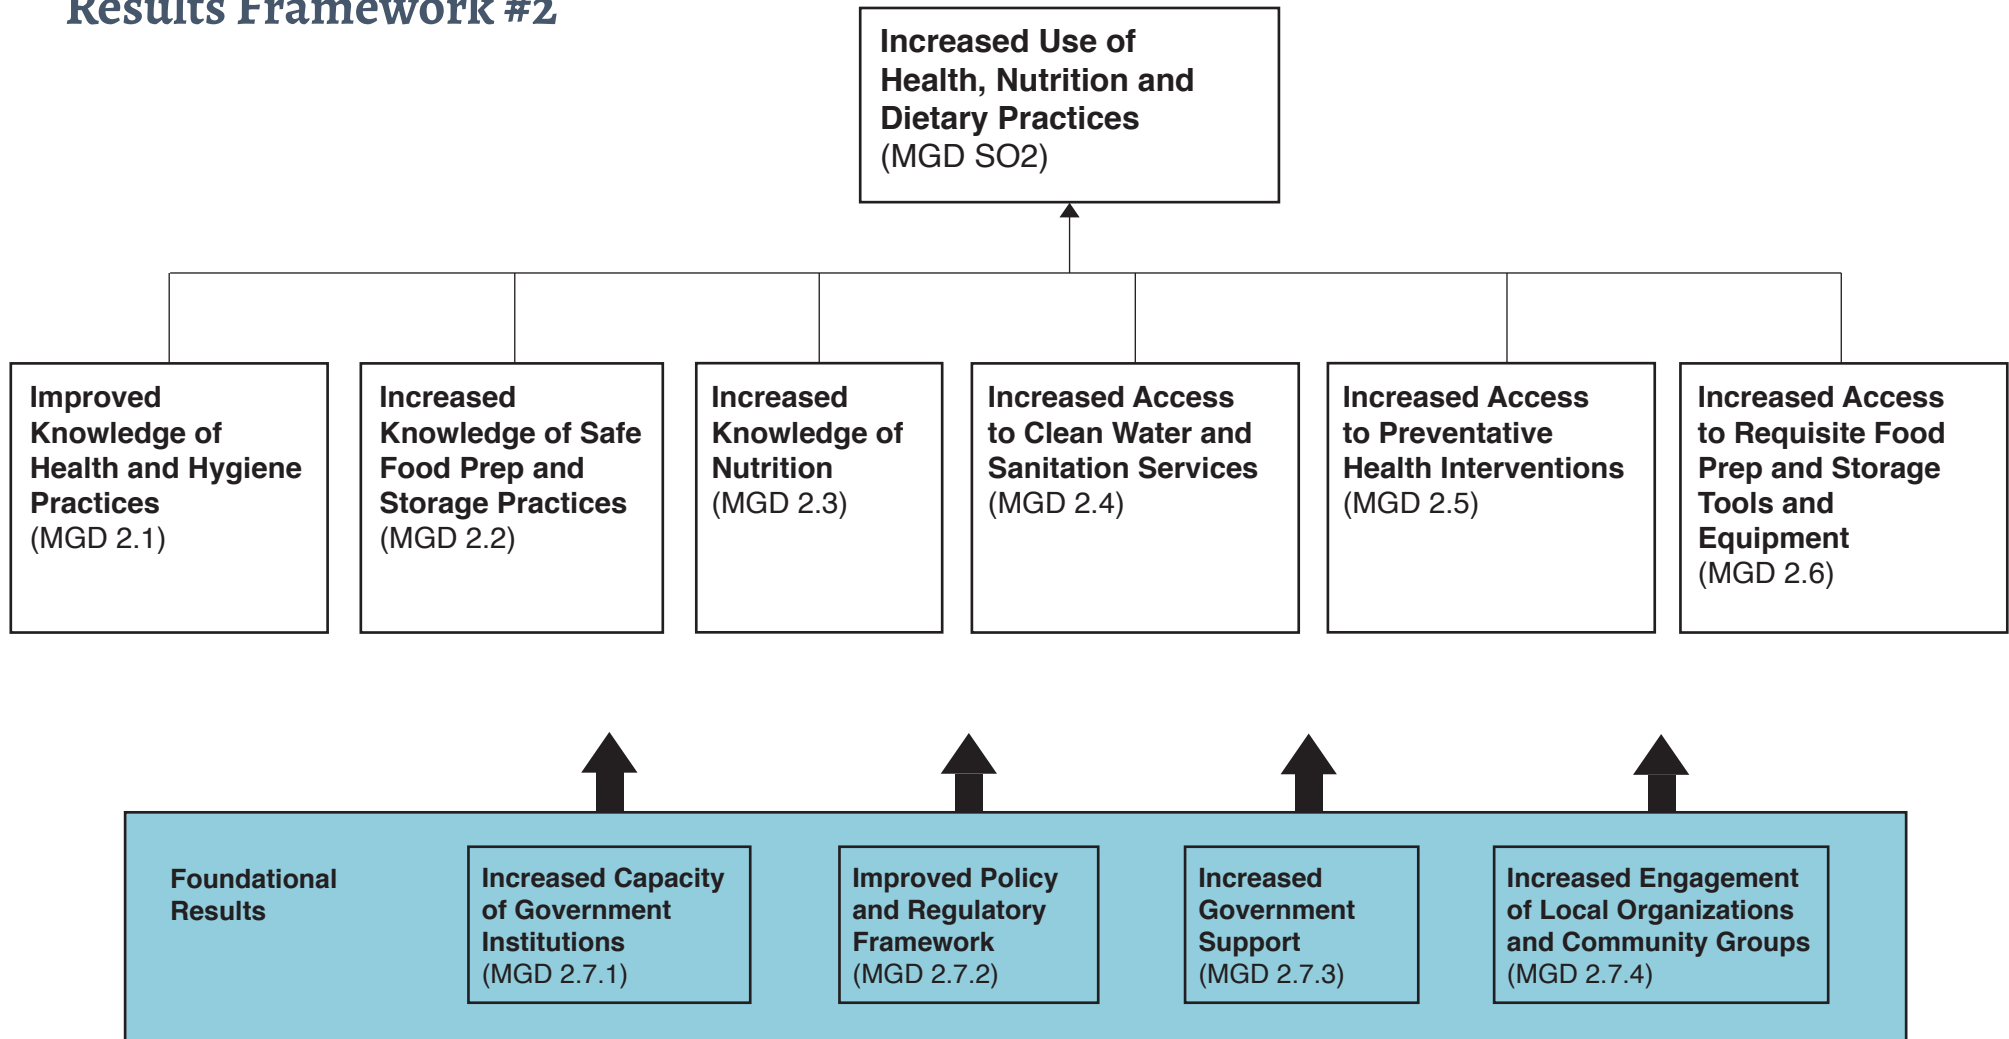 Results Framework #2
Increased Use of
Health, Nutrition and
Dietary Practices
(MGD SO2)
Improved
Knowledge of
Health and Hygiene
Practices
(MGD 2.1)
Increased
Knowledge of Safe
Food Prep and
Storage Practices
(MGD 2.2)
Increased
Knowledge of
Nutrition
(MGD 2.3)
Increased Access
to Clean Water and
Sanitation Services
(MGD 2.4)
Increased Access
to Preventative
Health Interventions
(MGD 2.5)
Increased Access
to Requisite Food
Prep and Storage
Tools and
Equipment
(MGD 2.6)
Foundational
Results
Increased Capacity
of Government
Institutions
(MGD 2.7.1)
Improved Policy
and Regulatory
Framework
(MGD 2.7.2)
Increased
Government
Support
(MGD 2.7.3)
Increased Engagement
of Local Organizations
and Community Groups
(MGD 2.7.4)